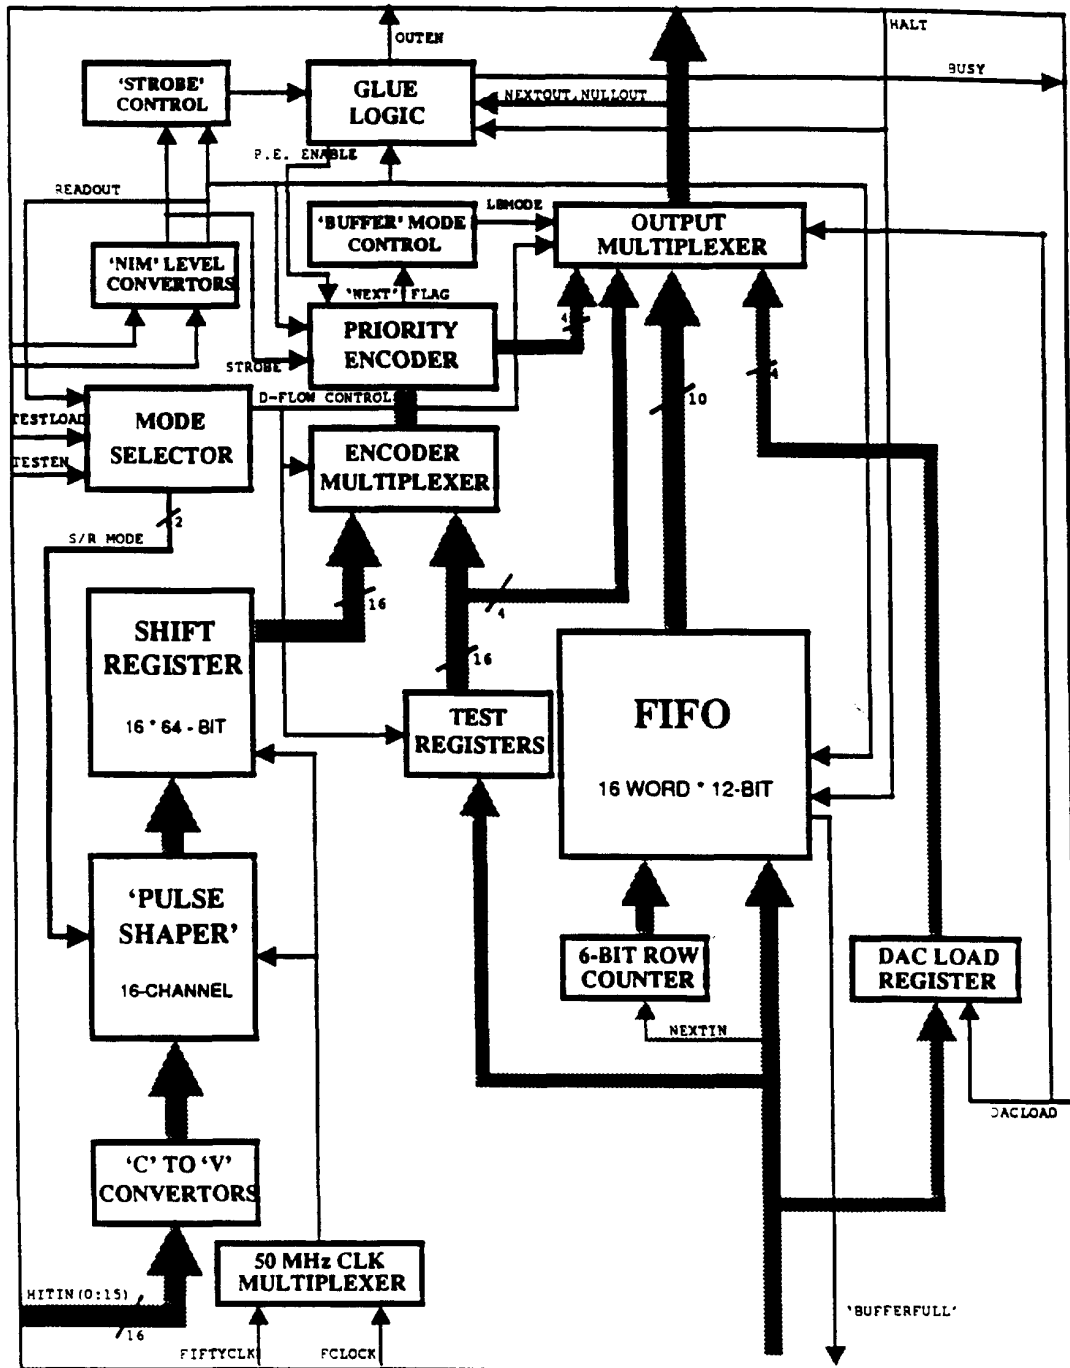 OUTEN
HALT
'STROBE'
CONTROL
GLUE
LOGIC
BUSY
NEXTOUT,NULLOUT
P.E. ENABLE
READOUT
'BUFFER' MODE
CONTROL
LBMODE
OUTPUT
MULTIPLEXER
'NIM' LEVEL
CONVERTORS
'NEXT' FLAG
PRIORITY
ENCODER
4
4
STROBE
D-FLOW CONTROL
10
TESTLOAD
MODE
SELECTOR
TESTEN
ENCODER
MULTIPLEXER
2
S/R MODE
16
4
SHIFT
REGISTER
16 * 64 - BIT
16
TEST
REGISTERS
FIFO
16 WORD * 12-BIT
'PULSE
SHAPER'
16-CHANNEL
6-BIT ROW
COUNTER
DAC LOAD
REGISTER
NEXTIN
DACLOAD
'C' TO 'V'
CONVERTORS
50 MHz CLK
MULTIPLEXER
HITIN(0:15)
16
'BUFFERFULL'
FIFTYCLK
FCLOCK